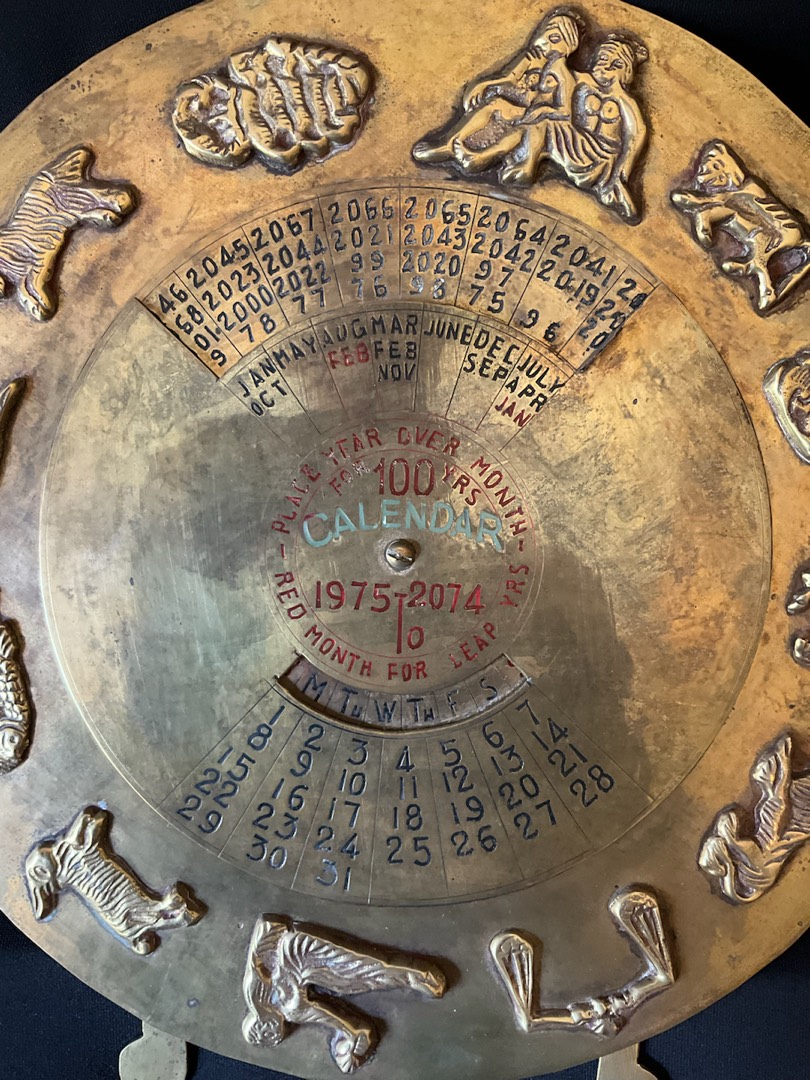 46 2045 2067 2066 2065 2064 2041 20
68 2023 2044 2021 2043 2042 2019
01 2000 2022 99 2020 97 96 20
9 78 77 76 98 75
JAN MAY AUG MAR JUNE DEC JULY
OCT FEB FEB SEP APR
NOV JAN
PLACE YEAR OVER MONTH
FOR 100 YRS
CALENDAR
1975-2074
To
RED MONTH FOR LEAP YRS
M Tu W TH F S
1 2 3 4 5 6 7
8 9 10 11 12 13 14
15 16 17 18 19 20 21
22 23 24 25 26 27 28
29 30 31